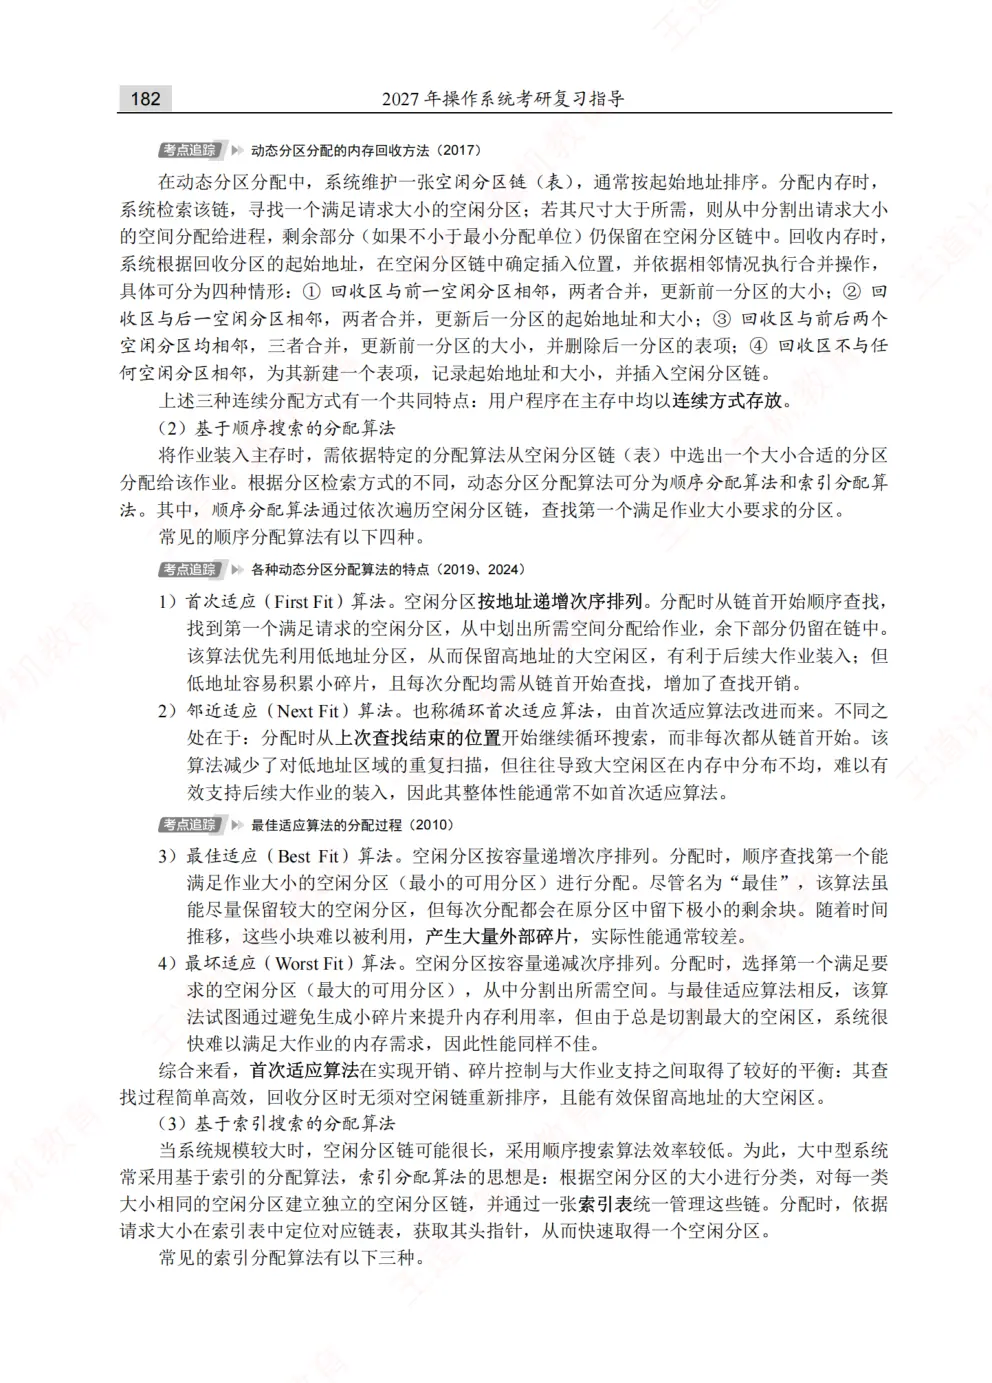 182
2027 年操作系统考研复习指导
考点追踪 动态分区分配的内存回收方法（2017）
在动态分区分配中，系统维护一张空闲分区链（表），通常按起始地址排序。分配内存时，
系统检索该链，寻找一个满足请求大小的空闲分区；若其尺寸大于所需，则从中分割出请求大小
的空间分配给进程，剩余部分（如果不小于最小分配单位）仍保留在空闲分区链中。回收内存时，
系统根据回收分区的起始地址，在空闲分区链中确定插入位置，并依据相邻情况执行合并操作，
具体可分为四种情形：① 回收区与前一空闲分区相邻，两者合并，更新前一分区的大小；② 回
收区与后一空闲分区相邻，两者合并，更新后一分区的起始地址和大小；③ 回收区与前后两个
空闲分区均相邻，三者合并，更新前一分区的大小，并删除后一分区的表项；④ 回收区不与任
何空闲分区相邻，为其新建一个表项，记录起始地址和大小，并插入空闲分区链。
上述三种连续分配方式有一个共同特点：用户程序在主存中均以连续方式存放。
（2）基于顺序搜索的分配算法
将作业装入主存时，需依据特定的分配算法从空闲分区链（表）中选出一个大小合适的分区
分配给该作业。根据分区检索方式的不同，动态分区分配算法可分为顺序分配算法和索引分配算
法。其中，顺序分配算法通过依次遍历空闲分区链，查找第一个满足作业大小要求的分区。
常见的顺序分配算法有以下四种。
考点追踪 各种动态分区分配算法的特点（2019、2024）
1）首次适应（First Fit）算法。空闲分区按地址递增次序排列。分配时从链首开始顺序查找，
找到第一个满足请求的空闲分区，从中划出所需空间分配给作业，余下部分仍留在链中。
该算法优先利用低地址分区，从而保留高地址的大空闲区，有利于后续大作业装入；但
低地址容易积累小碎片，且每次分配均需从链首开始查找，增加了查找开销。
2）邻近适应（Next Fit）算法。也称循环首次适应算法，由首次适应算法改进而来。不同之
处在于：分配时从上次查找结束的位置开始继续循环搜索，而非每次都从链首开始。该
算法减少了对低地址区域的重复扫描，但往往导致大空闲区在内存中分布不均，难以有
效支持后续大作业的装入，因此其整体性能通常不如首次适应算法。
考点追踪 最佳适应算法的分配过程（2010）
3）最佳适应（Best Fit）算法。空闲分区按容量递增次序排列。分配时，顺序查找第一个能
满足作业大小的空闲分区（最小的可用分区）进行分配。尽管名为“最佳”，该算法虽
能尽量保留较大的空闲分区，但每次分配都会在原分区中留下极小的剩余块。随着时间
推移，这些小块难以被利用，产生大量外部碎片，实际性能通常较差。
4）最坏适应（Worst Fit）算法。空闲分区按容量递减次序排列。分配时，选择第一个满足要
求的空闲分区（最大的可用分区），从中分割出所需空间。与最佳适应算法相反，该算
法试图通过避免生成小碎片来提升内存利用率，但由于总是切割最大的空闲区，系统很
快难以满足大作业的内存需求，因此性能同样不佳。
综合来看，首次适应算法在实现开销、碎片控制与大作业支持之间取得了较好的平衡：其查
找过程简单高效，回收分区时无须对空闲链重新排序，且能有效保留高地址的大空闲区。
（3）基于索引搜索的分配算法
当系统规模较大时，空闲分区链可能很长，采用顺序搜索算法效率较低。为此，大中型系统
常采用基于索引的分配算法，索引分配算法的思想是：根据空闲分区的大小进行分类，对每一类
大小相同的空闲分区建立独立的空闲分区链，并通过一张索引表统一管理这些链。分配时，依据
请求大小在索引表中定位对应链表，获取其头指针，从而快速取得一个空闲分区。
常见的索引分配算法有以下三种。